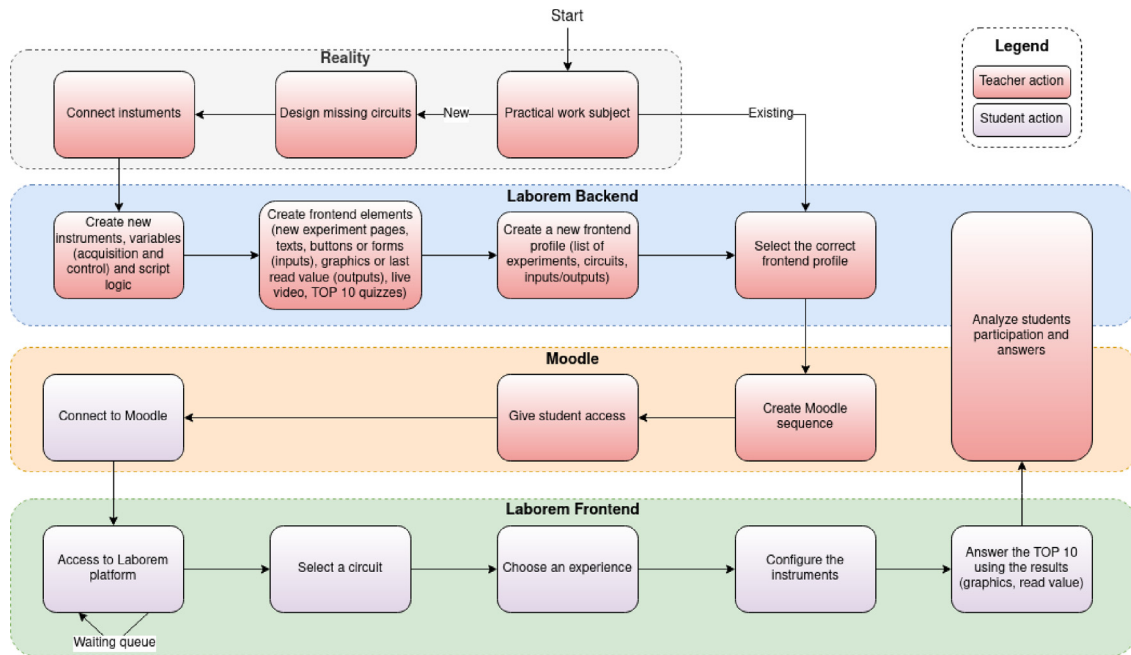 Start
Legend
Teacher action
Student action
Reality
Connect instuments
Design missing circuits
New
Practical work subject
Existing
Laborem Backend
Create new
instruments, variables
(acquisition and
control) and script
logic
Create frontend elements
(new experiment pages,
texts, buttons or forms
(inputs), graphics or last
read value (outputs), live
video, TOP 10 quizzes)
Create a new frontend
profile (list of
experiments, circuits,
inputs/outputs)
Select the correct
frontend profile
Analyze students
participation and
answers
Moodle
Connect to Moodle
Give student access
Create Moodle
sequence
Laborem Frontend
Access to Laborem
platform
Waiting queue
Select a circuit
Choose an experience
Configure the
instruments
Answer the TOP 10
using the results
(graphics, read value)